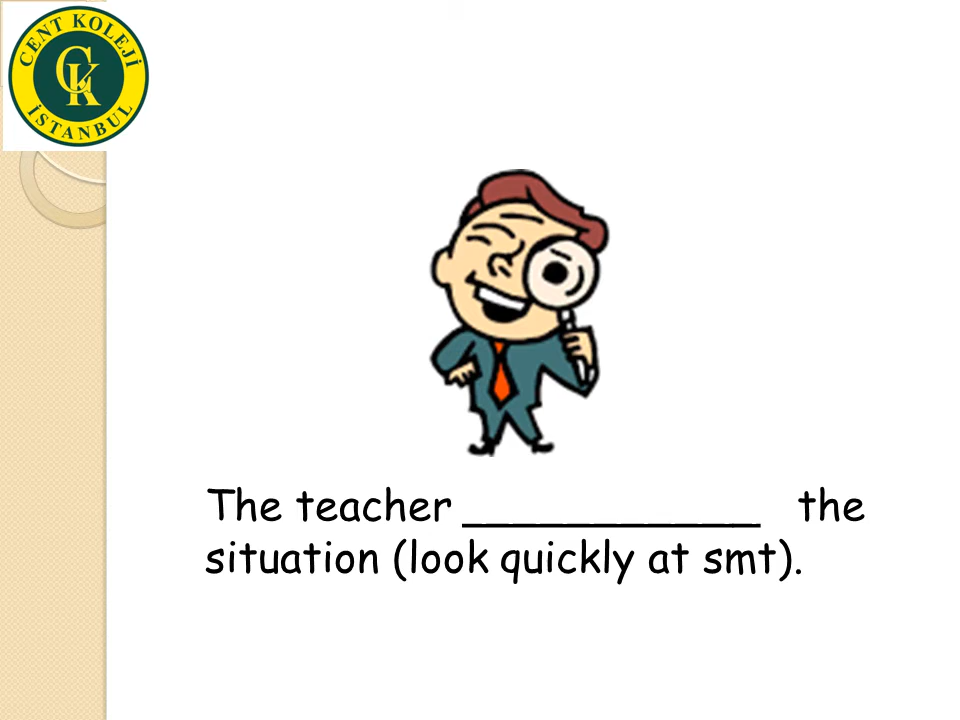 CENT KOLEJİ
CK
İSTANBUL
The teacher ___________ the
situation (look quickly at smt).